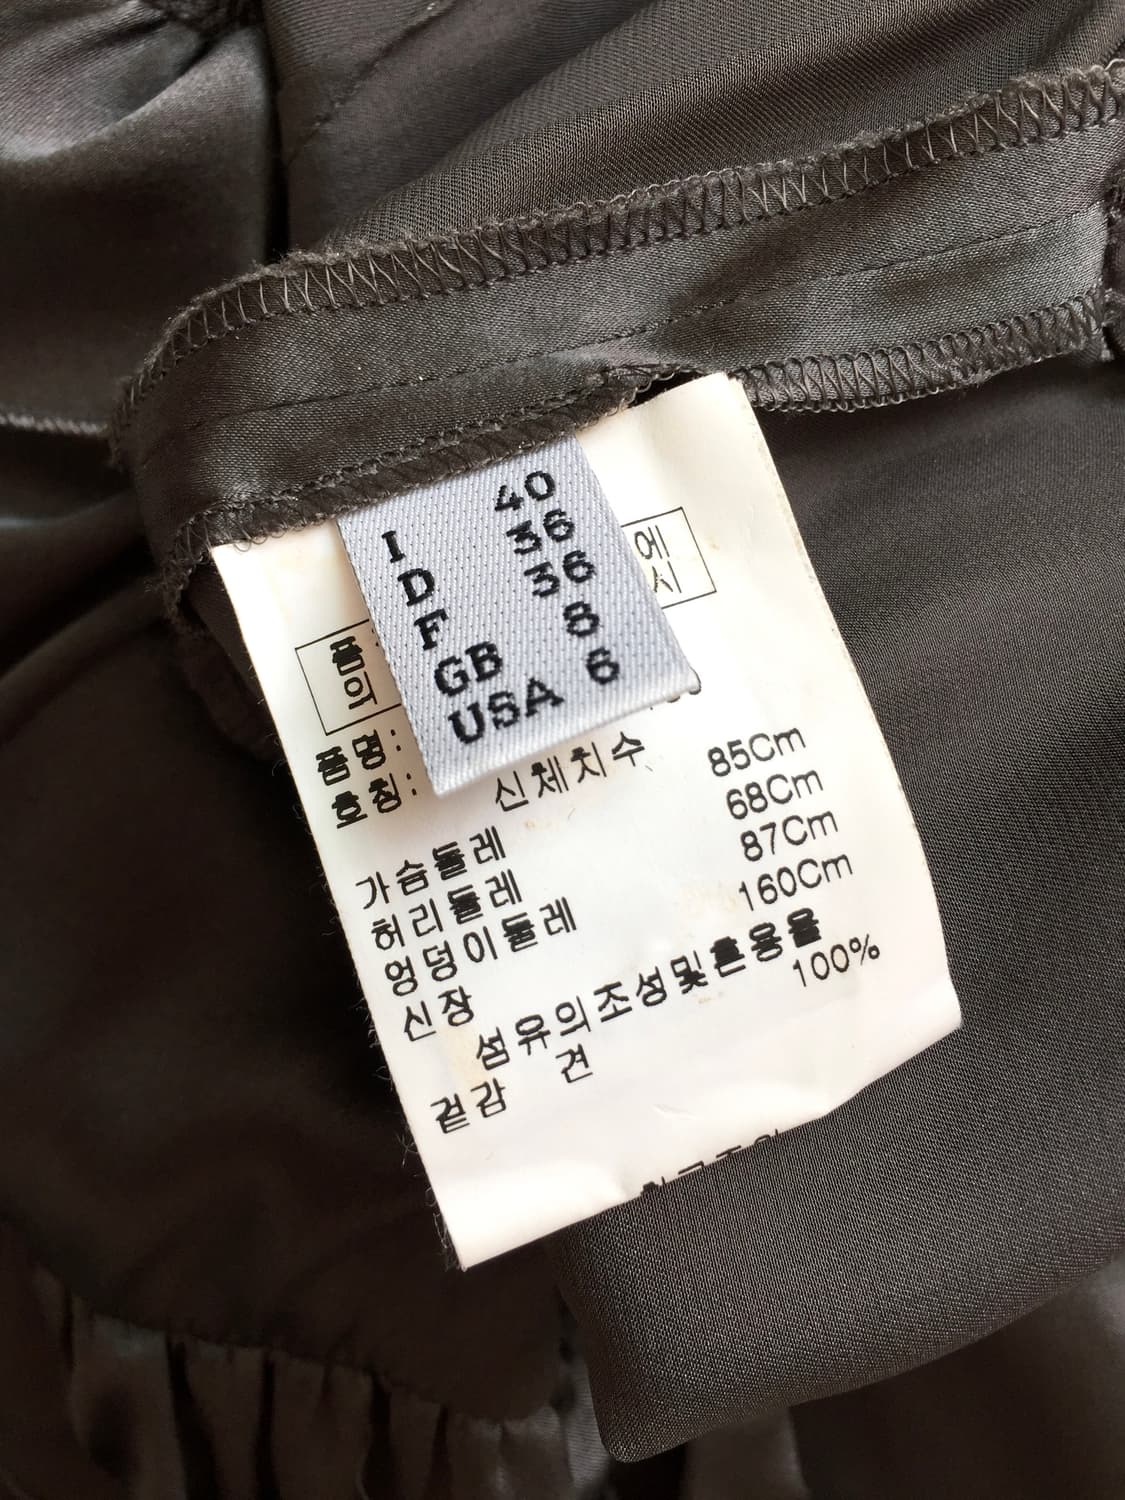 I 40
D 36
F 36
GB 8
USA 6
품
의
에
시
품명:
호칭:
신체치수
가슴둘레 85Cm
허리둘레 68Cm
엉덩이둘레 87Cm
신장 160Cm
섬유의조성및혼용율
겉감 견 100%